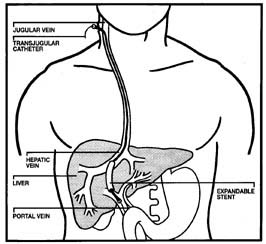 JUGULAR VEIN
TRANSJUGULAR
CATHETER
HEPATIC
VEIN
LIVER
EXPANDABLE
STENT
PORTAL VEIN